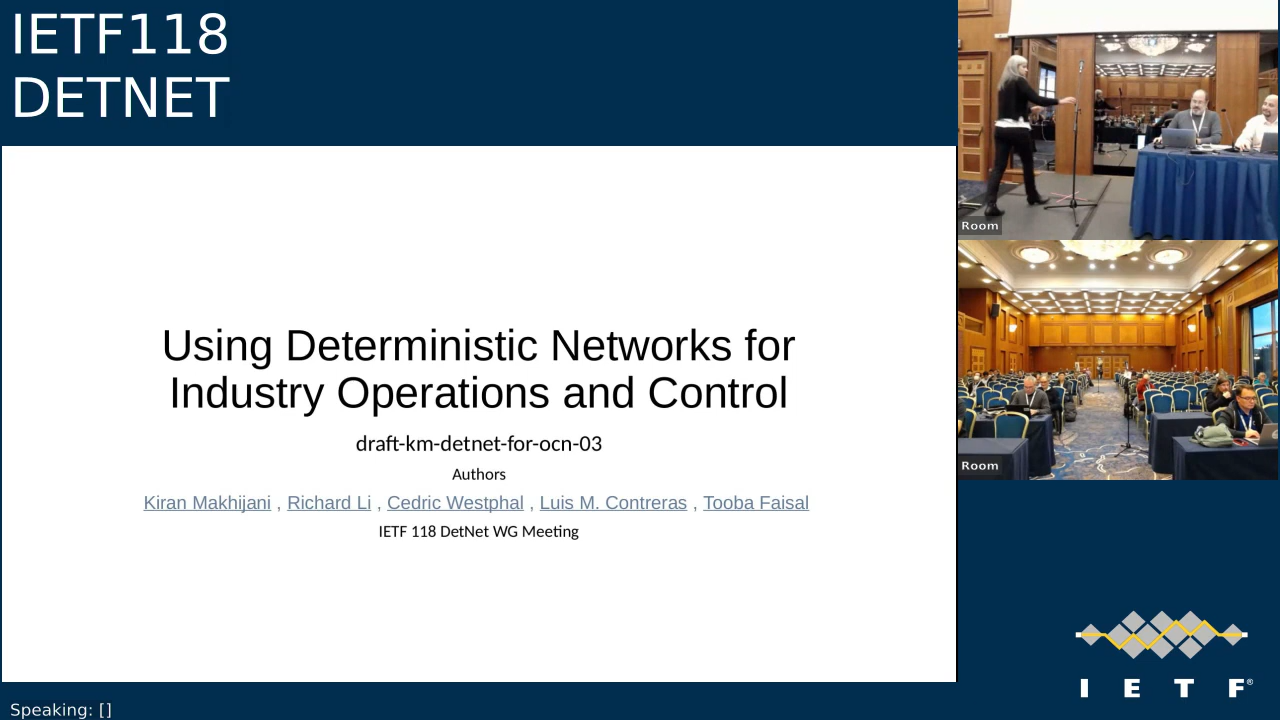 IETF118
DETNET
Using Deterministic Networks for
Industry Operations and Control
draft-km-detnet-for-ocn-03
Authors
Kiran Makhijani , Richard Li , Cedric Westphal , Luis M. Contreras , Tooba Faisal
IETF 118 DetNet WG Meeting
Room
Room
I E T F®
Speaking: []